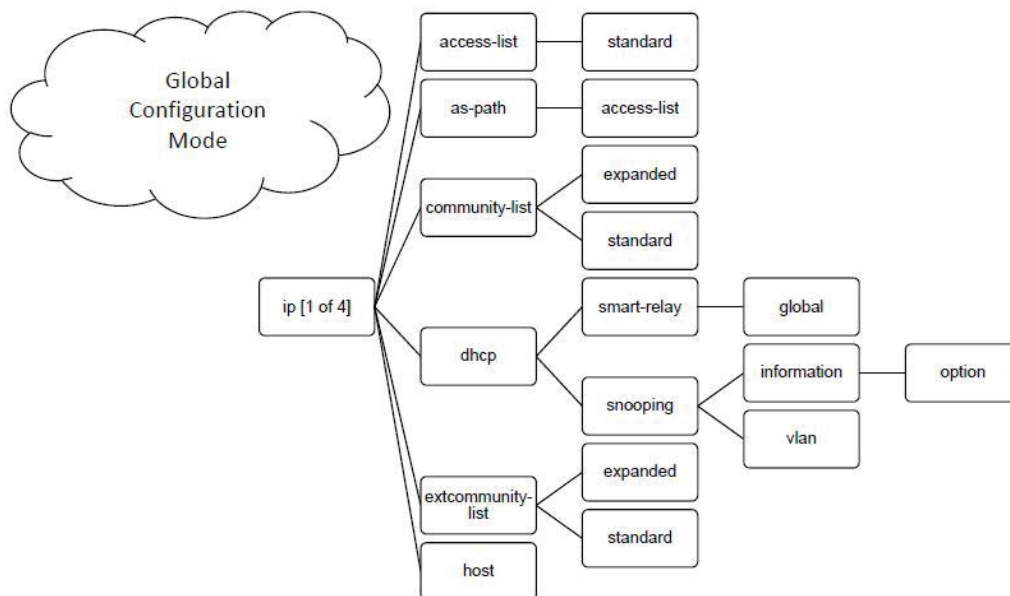 Global
Configuration
Mode
ip [1 of 4]
access-list
standard
as-path
access-list
community-list
expanded
standard
dhcp
smart-relay
global
snooping
information
option
vlan
extcommunity-
list
expanded
standard
host